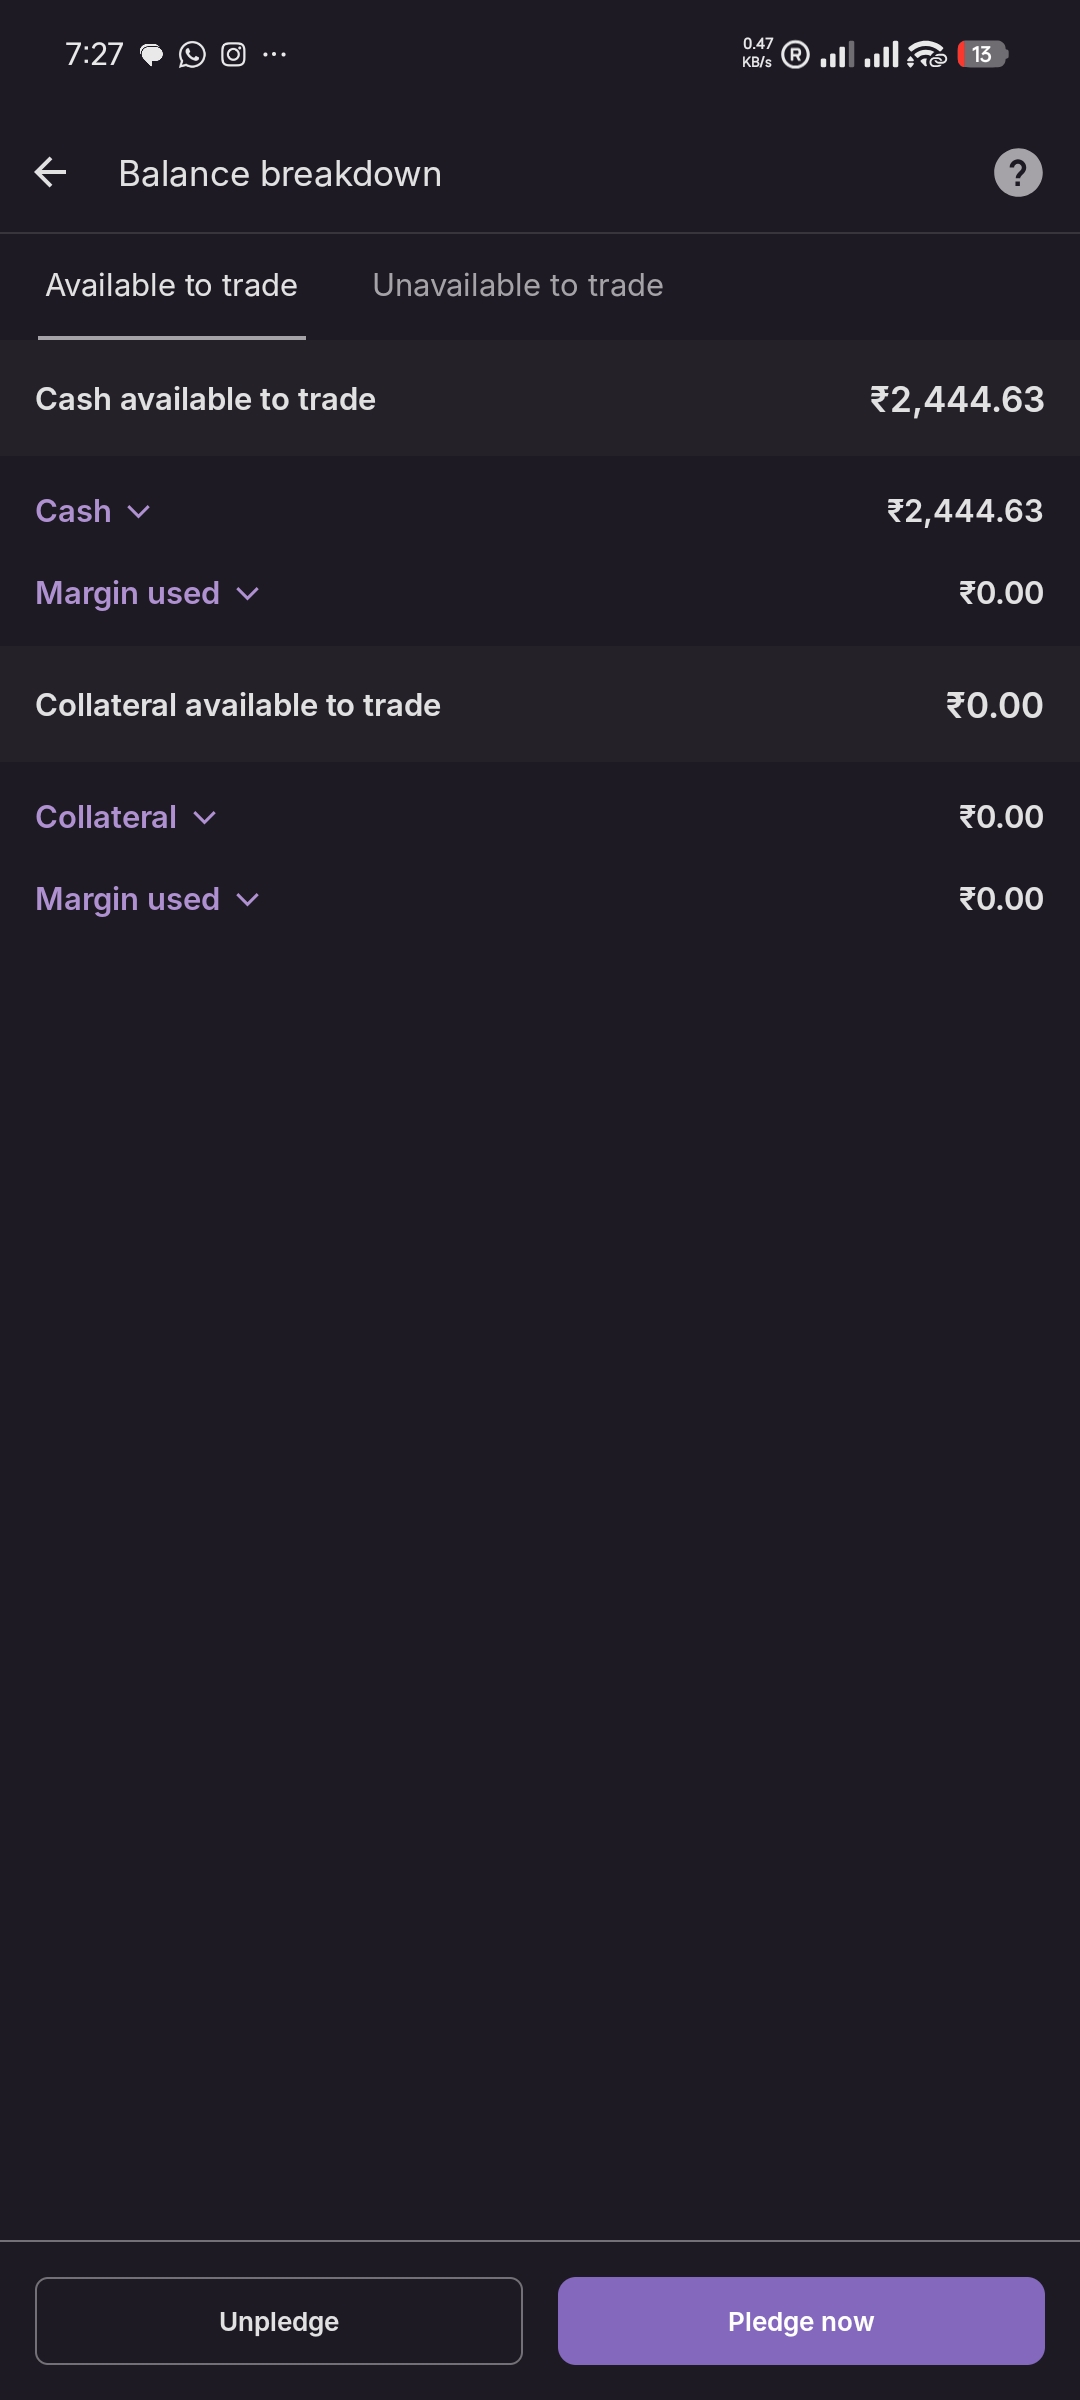 7:27 0.47 KB/s R 13
Balance breakdown ?
Available to trade Unavailable to trade
Cash available to trade ₹2,444.63
Cash ₹2,444.63
Margin used ₹0.00
Collateral available to trade ₹0.00
Collateral ₹0.00
Margin used ₹0.00
Unpledge Pledge now